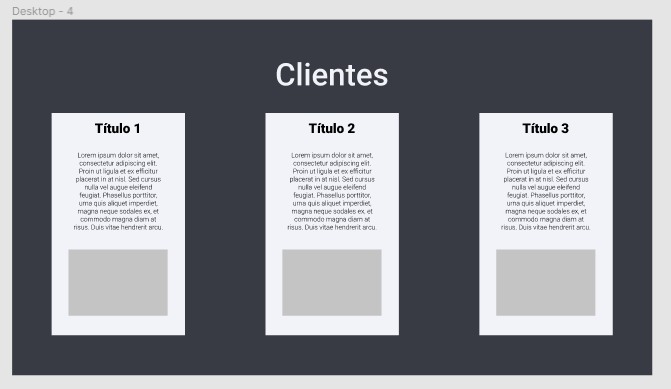 Desktop - 4
Clientes
Título 1
Lorem ipsum dolor sit amet,
consectetur adipiscing elit.
Proin ut ligula et ex efficitur
placerat in at nisl. Sed cursus
nulla vel augue eleifend
feugiat. Phasellus porttitor,
urna quis aliquet imperdiet,
magna neque sodales ex, et
commodo magna diam at
risus. Duis vitae hendrerit arcu.
Título 2
Lorem ipsum dolor sit amet,
consectetur adipiscing elit.
Proin ut ligula et ex efficitur
placerat in at nisl. Sed cursus
nulla vel augue eleifend
feugiat. Phasellus porttitor,
urna quis aliquet imperdiet,
magna neque sodales ex, et
commodo magna diam at
risus. Duis vitae hendrerit arcu.
Título 3
Lorem ipsum dolor sit amet,
consectetur adipiscing elit.
Proin ut ligula et ex efficitur
placerat in at nisl. Sed cursus
nulla vel augue eleifend
feugiat. Phasellus porttitor,
urna quis aliquet imperdiet,
magna neque sodales ex, et
commodo magna diam at
risus. Duis vitae hendrerit arcu.